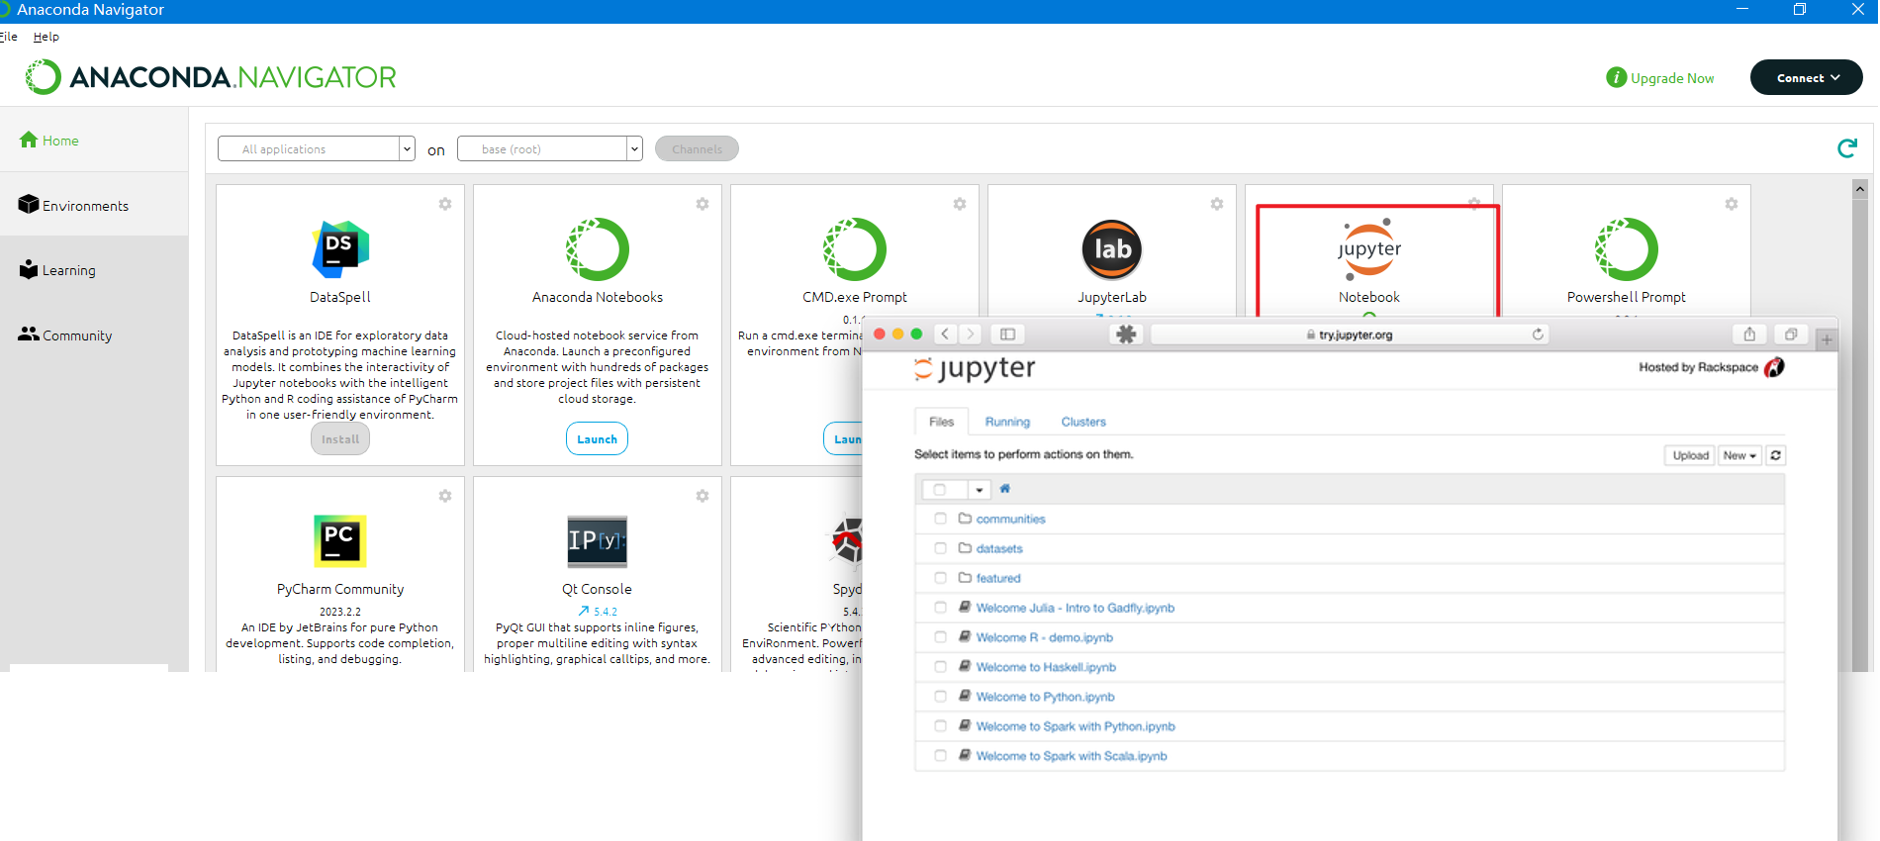 Anaconda Navigator
File Help
ANACONDA.NAVIGATOR
Upgrade Now
Connect
Home
Environments
Learning
Community
All applications on base (root) Channels
DS
DataSpell
DataSpell is an IDE for exploratory data
analysis and prototyping machine learning
models. It combines the interactivity of
Jupyter notebooks with the intelligent
Python and R coding assistance of PyCharm
in one user-friendly environment.
Install
Anaconda Notebooks
Cloud-hosted notebook service from
Anaconda. Launch a preconfigured
environment with hundreds of packages
and store project files with persistent
cloud storage.
Launch
CMD.exe Prompt
0.1.
Run a cmd.exe termina
environment from N
Laun
lab
JupyterLab
jupyter
Notebook
Powershell Prompt
PC
PyCharm Community
2023.2.2
An IDE by JetBrains for pure Python
development. Supports code completion,
listing, and debugging.
IP[y]:
Qt Console
5.4.2
PyQt GUI that supports inline figures,
proper multiline editing with syntax
highlighting, graphical calltips, and more.
Spyd
5.4.
Scientific PYthon
EnviRonment. Powerf
advanced editing, in
try.jupyter.org
jupyter
Hosted by Rackspace
Files Running Clusters
Select items to perform actions on them.
Upload New
communities
datasets
featured
Welcome Julia - Intro to Gadfly.ipynb
Welcome R - demo.ipynb
Welcome to Haskell.ipynb
Welcome to Python.ipynb
Welcome to Spark with Python.ipynb
Welcome to Spark with Scala.ipynb